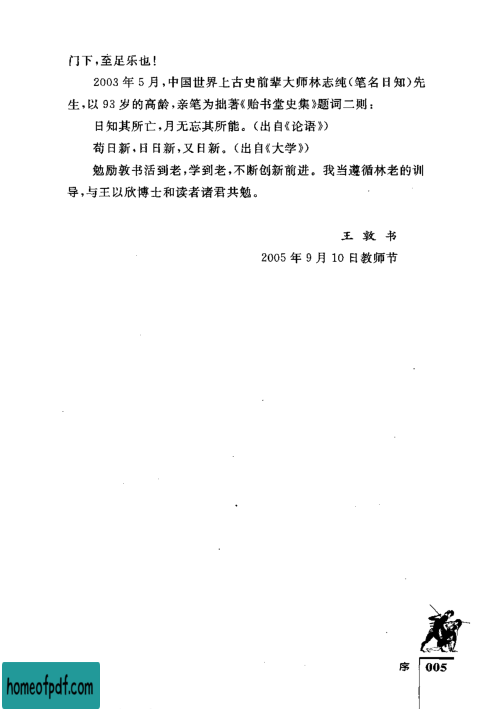 门下,至足乐也!
2003年5月,中国世界上古史前辈大师林志纯(笔名日知)先
生,以93岁的高龄,亲笔为拙著《贻书堂史集》题词二则:
日知其所亡,月无忘其所能。(出自《论语》)
苟日新,日日新,又日新。(出自《大学》)
勉励敦书活到老,学到老,不断创新前进。我当遵循林老的训
导,与王以欣博士和读者诸君共勉。
王敦书
2005年9月10日教师节
序 005
homeofpdf.com